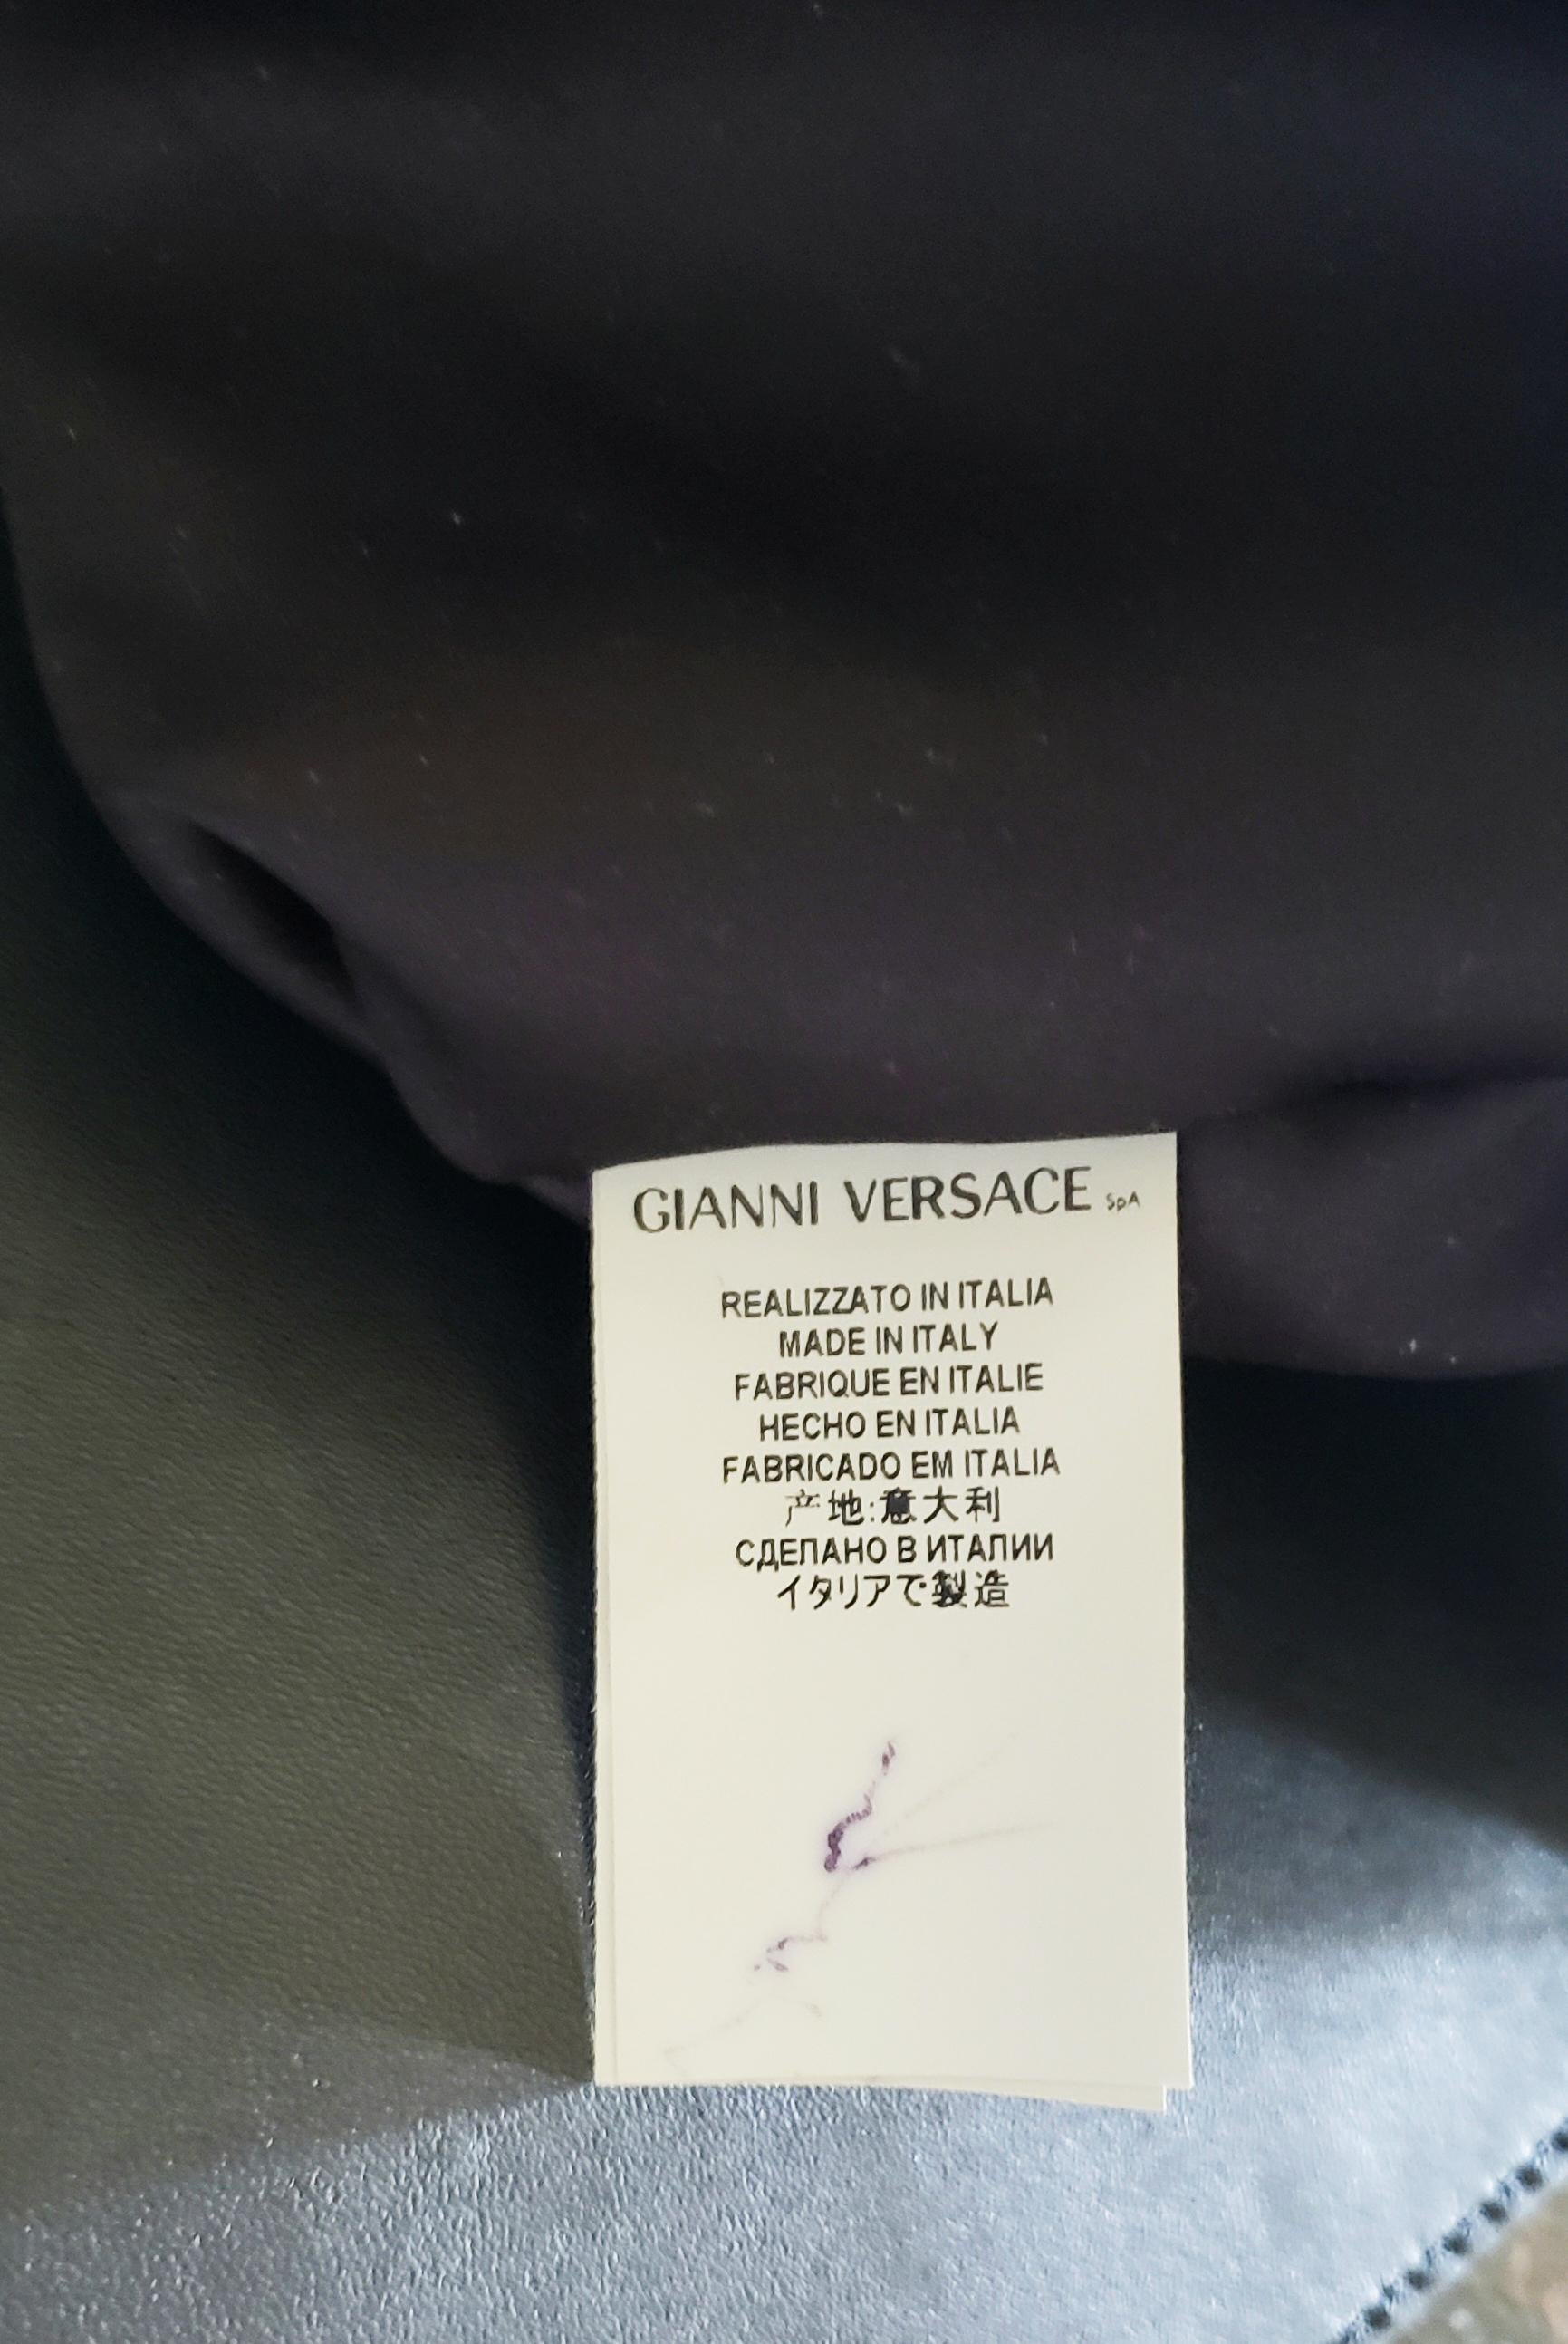 GIANNI VERSACE SpA
REALIZZATO IN ITALIA
MADE IN ITALY
FABRIQUE EN ITALIE
HECHO EN ITALIA
FABRICADO EM ITALIA
产地:意大利
СДЕЛАНО В ИТАЛИИ
イタリアで製造